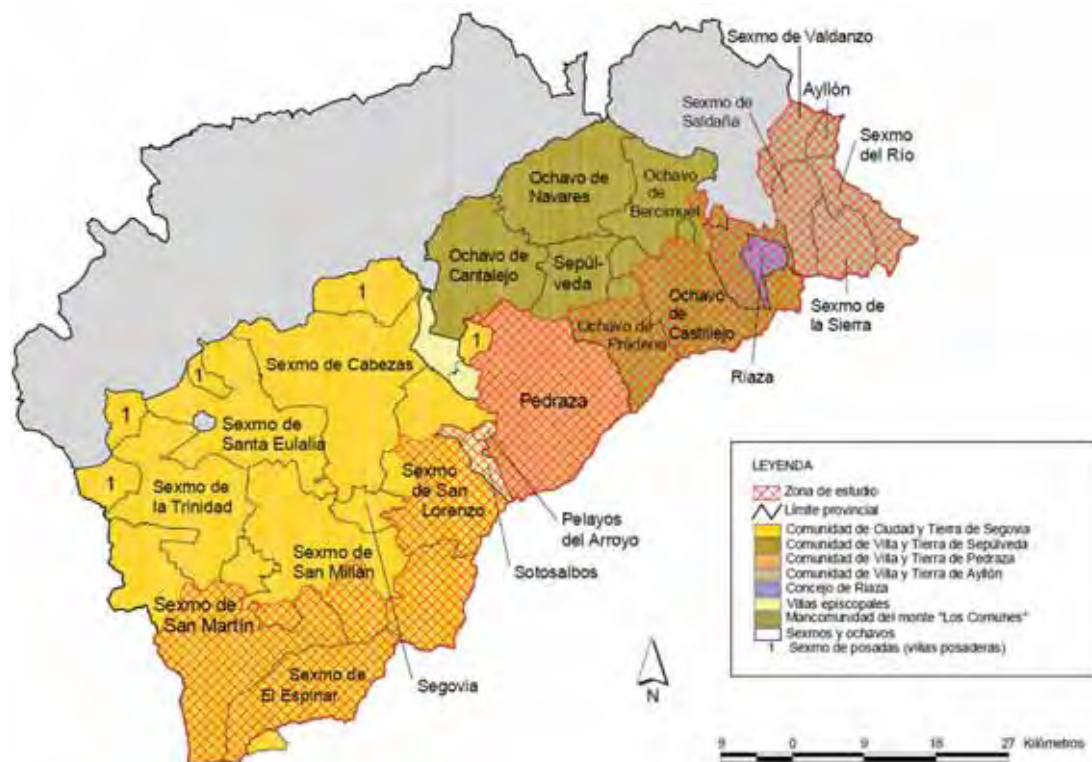 Sexmo de Valdanzo
Ayllón
Sexmo de
Saldaña
Sexmo
del Río
Ochavo de
Navares
Ochavo
de
Bercimuel
Ochavo de
Cantalejo
Sepúl-
veda
1
Ochavo
de
Castillejo
Sexmo de
la Sierra
Ochavo de
Pradena
1
Sexmo de Cabezas
Riaza
1
Pedraza
1
Sexmo de
Santa Eulalia
1
Sexmo de
la Trinidad
Sexmo
de San
Lorenzo
Pelayos
del Arroyo
Sexmo de
San Millán
Sotosalbos
Sexmo de
San Martín
Sexmo de
El Espinar
Segovia
N
LEYENDA
Zona de estudio
Límite provincial
Comunidad de Ciudad y Tierra de Segovia
Comunidad de Villa y Tierra de Sepúlveda
Comunidad de Villa y Tierra de Pedraza
Comunidad de Villa y Tierra de Ayllón
Concejo de Riaza
Villas episcopales
Mancomunidad del monte "Los Comunes"
Sexmos y ochavos
1 Sexmo de posadas (villas posaderas)
9 0 9 18 27 Kilómetros